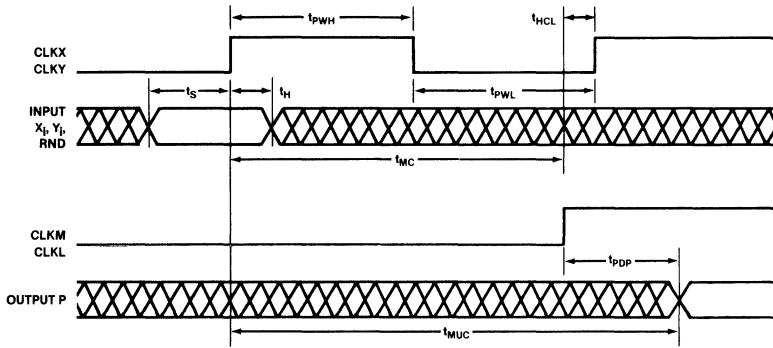 tPWH
tHCL
CLKX
CLKY
tS
tH
tPWL
INPUT
Xi, Yi,
RND
tMC
CLKM
CLKL
tPDP
OUTPUT P
tMUC